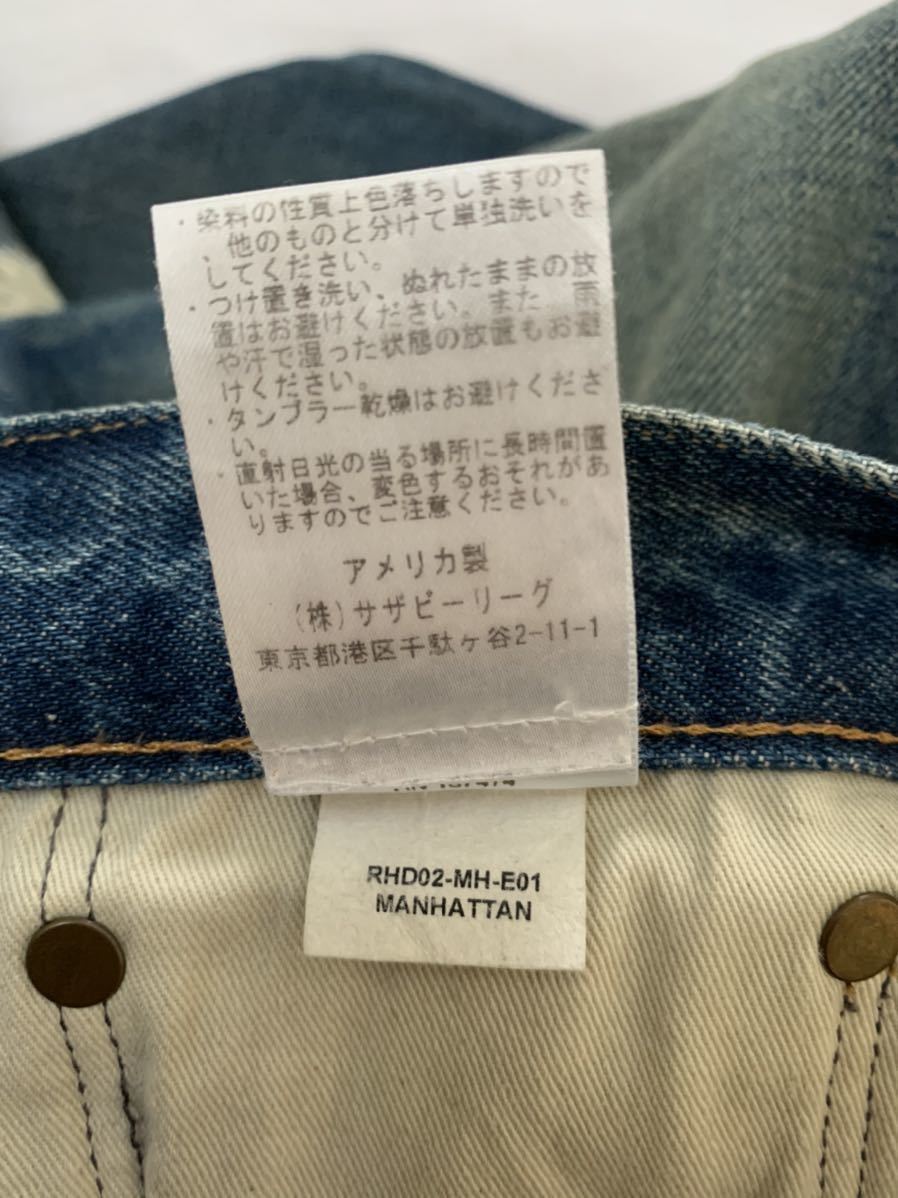 ・染料の性質上色落ちしますので
、他のものと分けて単独洗いを
してください。
・つけ置き洗い、ぬれたままの放
置はお避けください。また、雨
や汗で湿った状態の放置もお避
けください。
・タンブラー乾燥はお避けくださ
い。
・直射日光の当る場所に長時間置
いた場合、変色するおそれがあ
りますのでご注意ください。
アメリカ製
(株)サザビーリーグ
東京都港区千駄ヶ谷2-11-1
RHD02-MH-E01
MANHATTAN